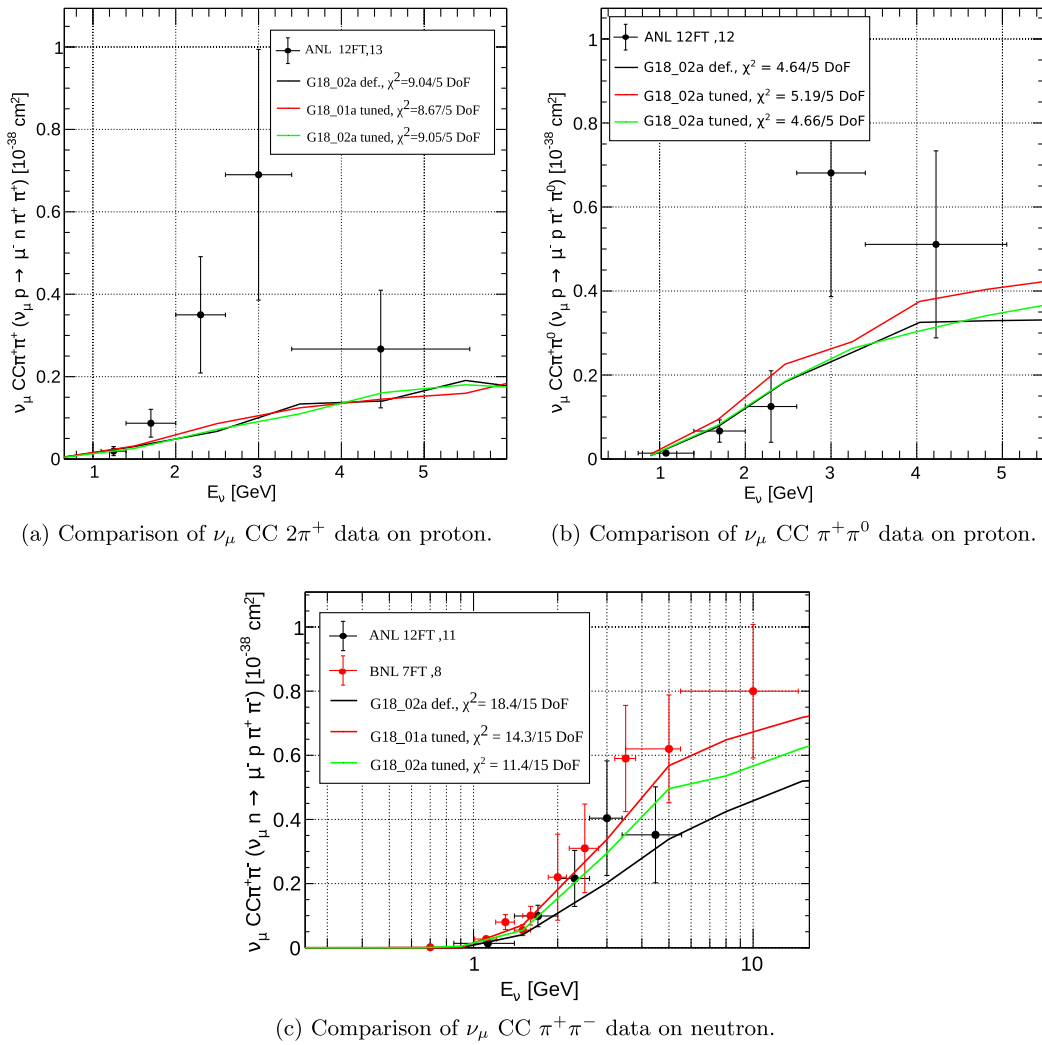 ν_μ CCπ⁺π⁺ (ν_μ p → μ⁻ n π⁺ π⁺) [10⁻³⁸ cm²]
1
0.8
0.6
0.4
0.2
0
ANL 12FT,13
G18_02a def., χ²=9.04/5 DoF
G18_01a tuned, χ²=8.67/5 DoF
G18_02a tuned, χ²=9.05/5 DoF
1 2 3 4 5
E_ν [GeV]
(a) Comparison of ν_μ CC 2π⁺ data on proton.
ν_μ CCπ⁺π⁰ (ν_μ p → μ⁻ p π⁺ π⁰) [10⁻³⁸ cm²]
1
0.8
0.6
0.4
0.2
0
ANL 12FT ,12
G18_02a def., χ² = 4.64/5 DoF
G18_02a tuned, χ² = 5.19/5 DoF
G18_02a tuned, χ² = 4.66/5 DoF
1 2 3 4 5
E_ν [GeV]
(b) Comparison of ν_μ CC π⁺π⁰ data on proton.
ν_μ CCπ⁺π⁻ (ν_μ n → μ⁻ p π⁺ π⁻) [10⁻³⁸ cm²]
1
0.8
0.6
0.4
0.2
0
ANL 12FT ,11
BNL 7FT ,8
G18_02a def., χ²= 18.4/15 DoF
G18_01a tuned, χ² = 14.3/15 DoF
G18_02a tuned, χ² = 11.4/15 DoF
1 10
E_ν [GeV]
(c) Comparison of ν_μ CC π⁺π⁻ data on neutron.